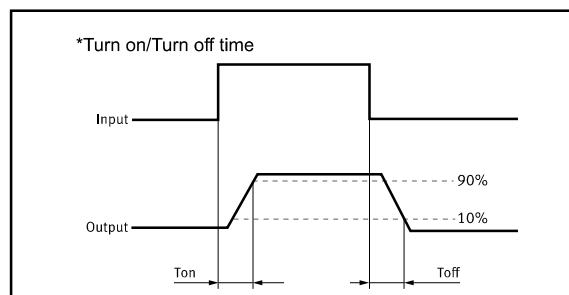 *Turn on/Turn off time
Input
90%
10%
Output
Ton
Toff